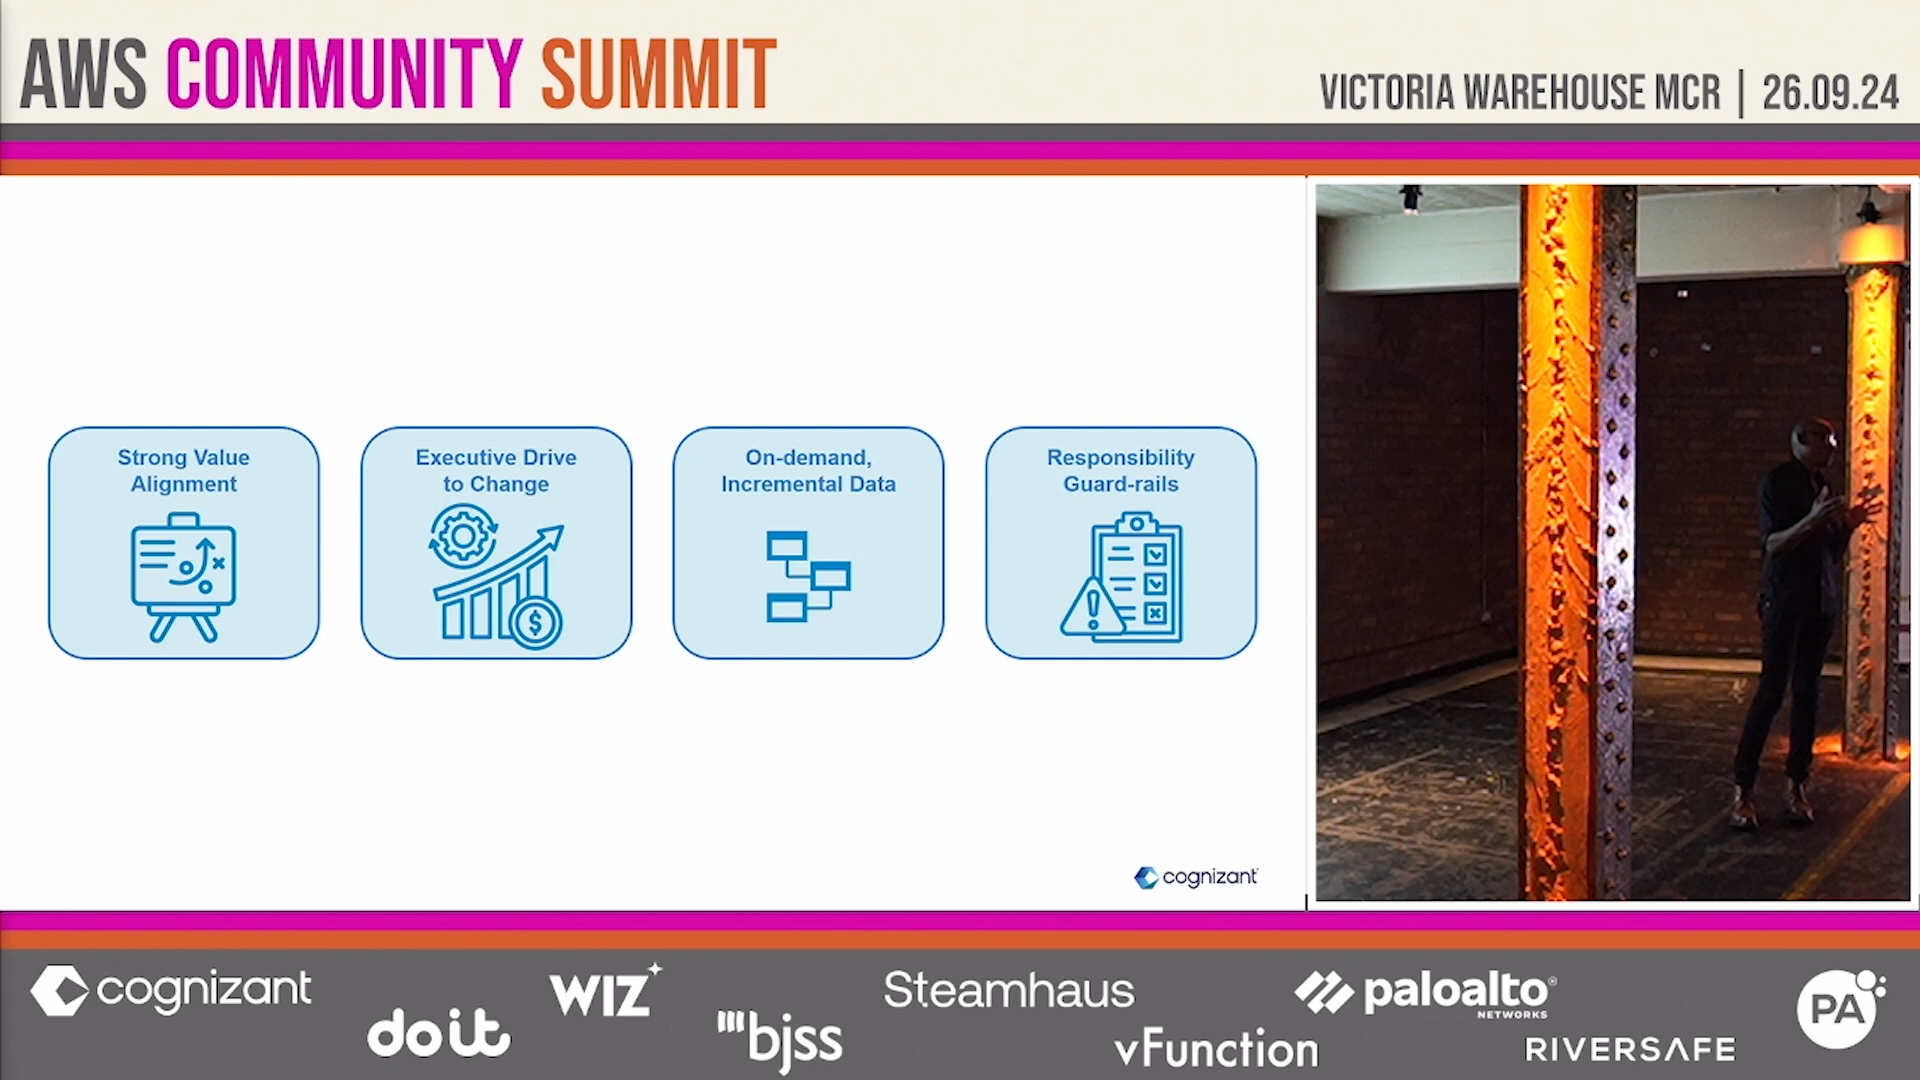 AWS COMMUNITY SUMMIT
VICTORIA WAREHOUSE MCR | 26.09.24
Strong Value
Alignment
Executive Drive
to Change
$
On-demand,
Incremental Data
Responsibility
Guard-rails
cognizant
cognizant
doit
WIZ
bjss
Steamhaus
vFunction
paloalto®
NETWORKS
RIVERSAFE
PA